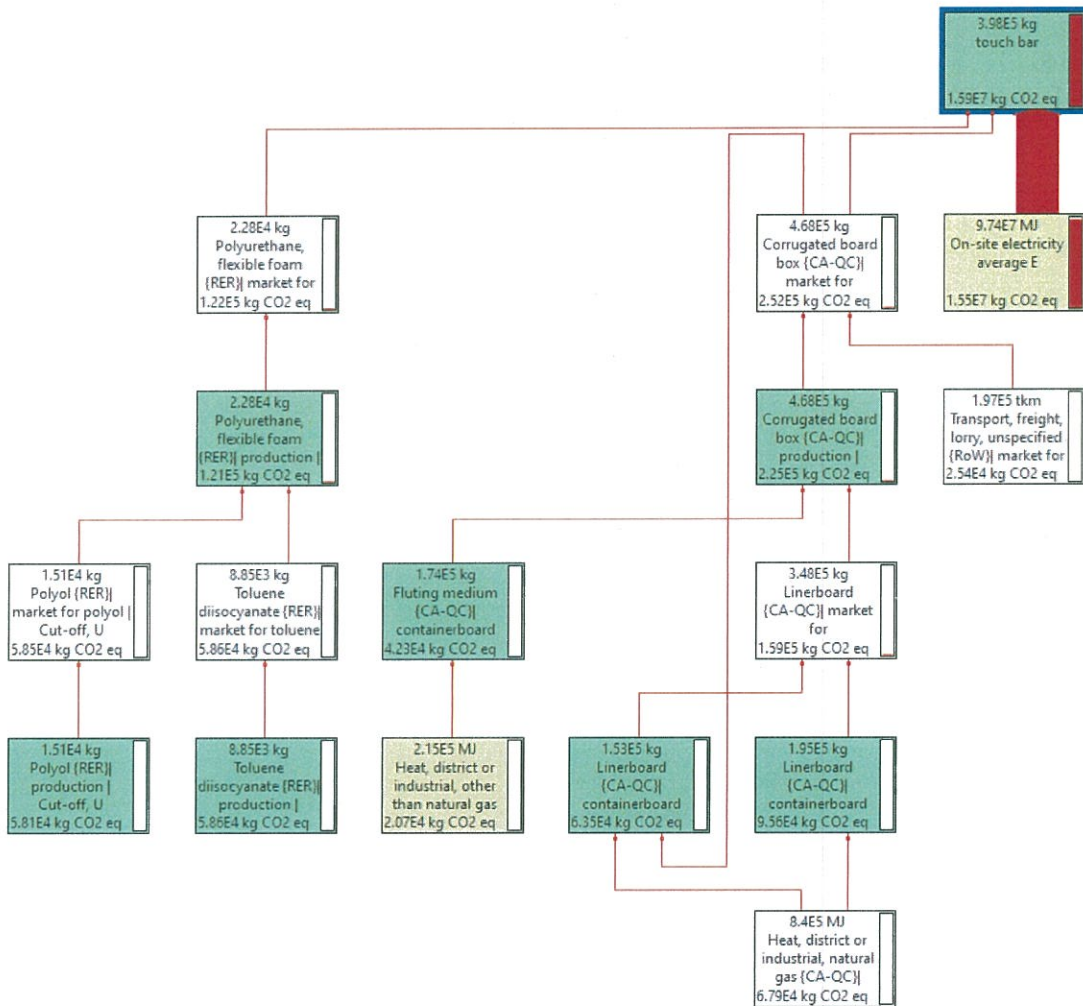 3.98E5 kg
touch bar
1.59E7 kg CO2 eq
2.28E4 kg
Polyurethane,
flexible foam
{RER}| market for
1.22E5 kg CO2 eq
4.68E5 kg
Corrugated board
box {CA-QC}|
market for
2.52E5 kg CO2 eq
9.74E7 MJ
On-site electricity
average E
1.55E7 kg CO2 eq
2.28E4 kg
Polyurethane,
flexible foam
{RER}| production |
1.21E5 kg CO2 eq
4.68E5 kg
Corrugated board
box {CA-QC}|
production |
2.25E5 kg CO2 eq
1.97E5 tkm
Transport, freight,
lorry, unspecified
{RoW}| market for
2.54E4 kg CO2 eq
1.51E4 kg
Polyol {RER}|
market for polyol |
Cut-off, U
5.85E4 kg CO2 eq
8.85E3 kg
Toluene
diisocyanate {RER}|
market for toluene
5.86E4 kg CO2 eq
1.74E5 kg
Fluting medium
{CA-QC}|
containerboard
4.23E4 kg CO2 eq
3.48E5 kg
Linerboard
{CA-QC}| market
for
1.59E5 kg CO2 eq
1.51E4 kg
Polyol {RER}|
production |
Cut-off, U
5.81E4 kg CO2 eq
8.85E3 kg
Toluene
diisocyanate {RER}|
production |
5.86E4 kg CO2 eq
2.15E5 MJ
Heat, district or
industrial, other
than natural gas
2.07E4 kg CO2 eq
1.53E5 kg
Linerboard
{CA-QC}|
containerboard
6.35E4 kg CO2 eq
1.95E5 kg
Linerboard
{CA-QC}|
containerboard
9.56E4 kg CO2 eq
8.4E5 MJ
Heat, district or
industrial, natural
gas {CA-QC}|
6.79E4 kg CO2 eq